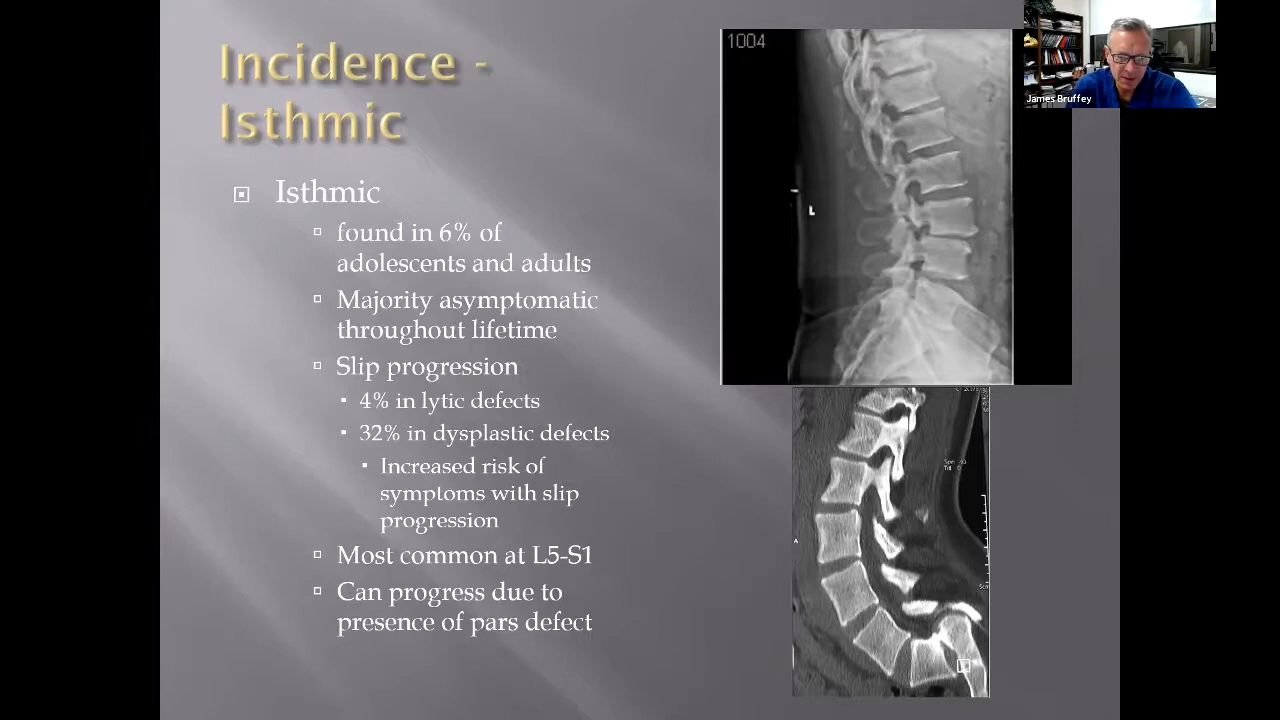 Incidence -
Isthmic
Isthmic
found in 6% of
adolescents and adults
Majority asymptomatic
throughout lifetime
Slip progression
4% in lytic defects
32% in dysplastic defects
Increased risk of
symptoms with slip
progression
Most common at L5-S1
Can progress due to
presence of pars defect
1004
L
James Bruffey
A